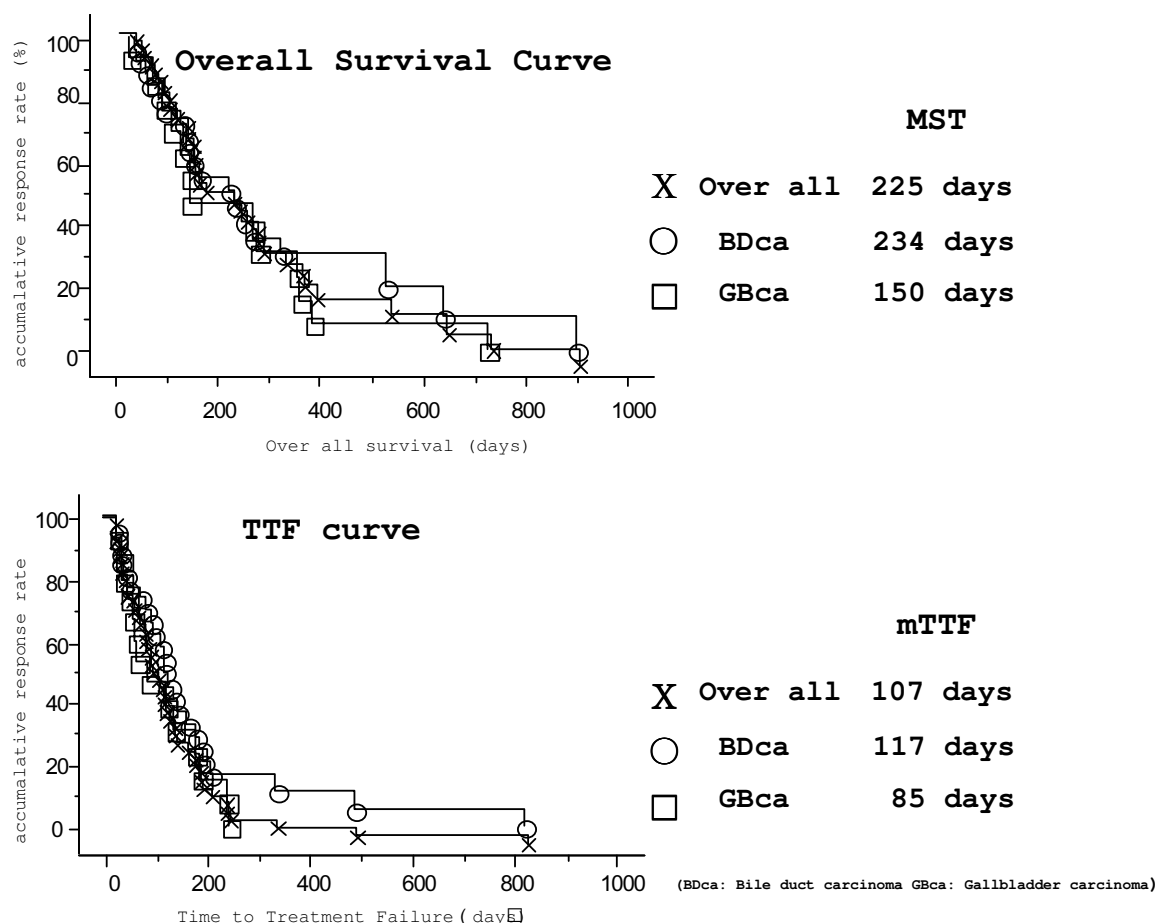 Overall Survival Curve
accumalative response rate (%)
100
80
60
40
20
0
0 200 400 600 800 1000
Over all survival (days)
MST
X Over all 225 days
BDca 234 days
GBca 150 days
TTF curve
accumalative response rate
100
80
60
40
20
0
0 200 400 600 800 1000
Time to Treatment Failure (days)
mTTF
X Over all 107 days
BDca 117 days
GBca 85 days
(BDca: Bile duct carcinoma GBca: Gallbladder carcinoma)